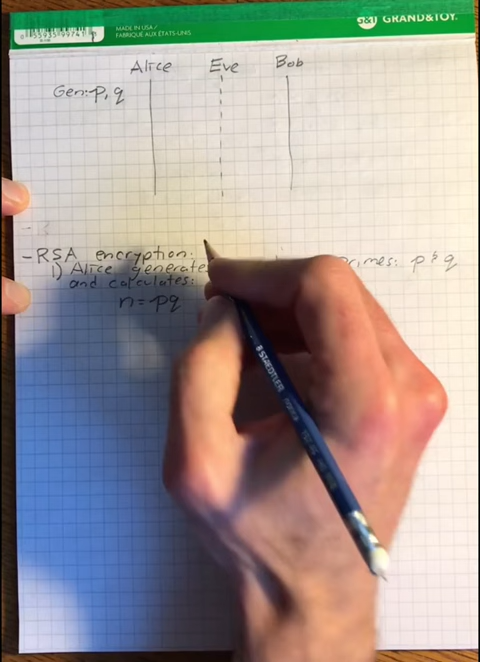 G&T GRAND&TOY.
MADE IN USA/
FABRIQUÉ AUX ÉTATS-UNIS
Alice Eve Bob
Gen: p, q
-RSA encryption:
1) Alice generates primes: p & q
and calculates:
n = pq
STAEDTLER